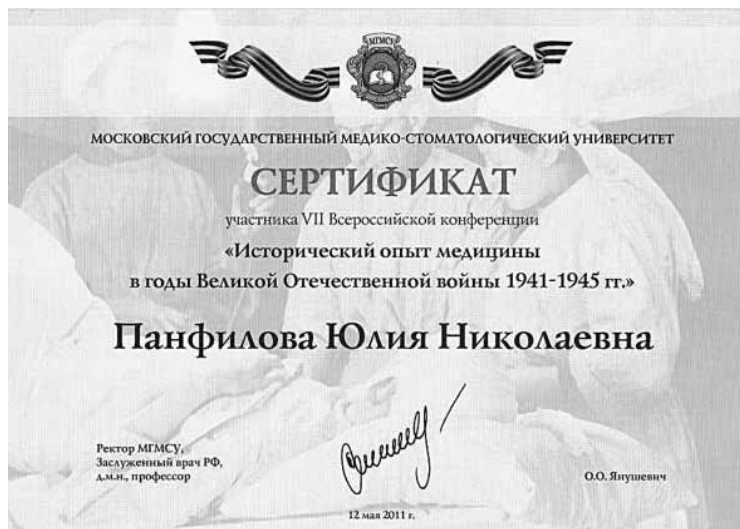 МГМСУ
МОСКОВСКИЙ ГОСУДАРСТВЕННЫЙ МЕДИКО-СТОМАТОЛОГИЧЕСКИЙ УНИВЕРСИТЕТ
СЕРТИФИКАТ
участника VII Всероссийской конференции
«Исторический опыт медицины
в годы Великой Отечественной войны 1941-1945 гг.»
Панфилова Юлия Николаевна
Ректор МГМСУ,
Заслуженный врач РФ,
д.м.н., профессор
О.О. Янушевич
12 мая 2011 г.